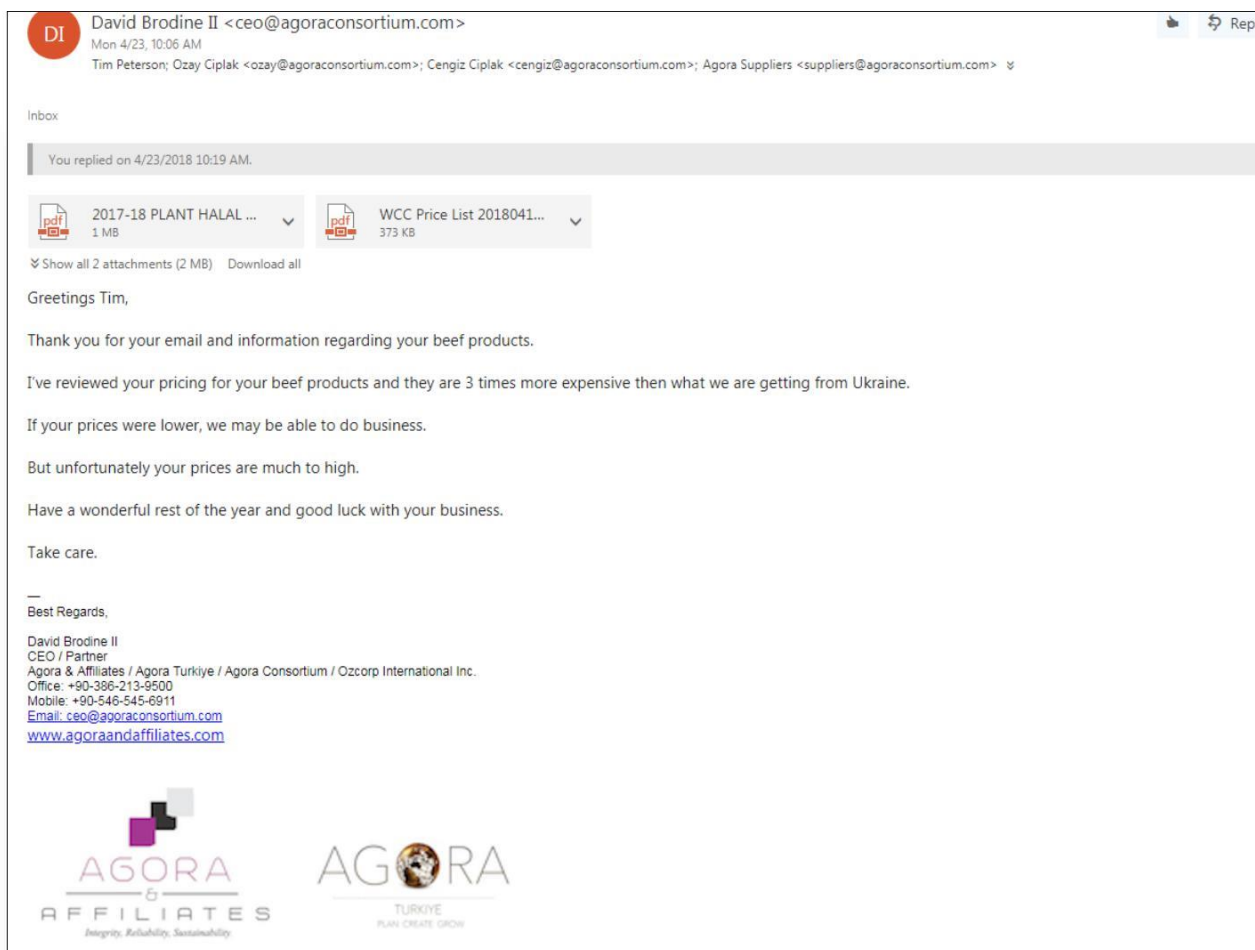 DI
David Brodine II <ceo@agoraconsortium.com>
Mon 4/23, 10:06 AM
Tim Peterson; Ozay Ciplak <ozay@agoraconsortium.com>; Cengiz Ciplak <cengiz@agoraconsortium.com>; Agora Suppliers <suppliers@agoraconsortium.com>
Rep
Inbox
You replied on 4/23/2018 10:19 AM.
pdf
2017-18 PLANT HALAL ...
1 MB
pdf
WCC Price List 2018041...
373 KB
Show all 2 attachments (2 MB) Download all
Greetings Tim,
Thank you for your email and information regarding your beef products.
I've reviewed your pricing for your beef products and they are 3 times more expensive then what we are getting from Ukraine.
If your prices were lower, we may be able to do business.
But unfortunately your prices are much to high.
Have a wonderful rest of the year and good luck with your business.
Take care.
—
Best Regards,
David Brodine II
CEO / Partner
Agora & Affiliates / Agora Turkiye / Agora Consortium / Ozcorp International Inc.
Office: +90-386-213-9500
Mobile: +90-546-545-6911
Email: ceo@agoraconsortium.com
www.agoraandaffiliates.com
AGORA
&
AFFILIATES
Integrity, Reliability, Sustainability
AGORA
TURKIYE
PLAN CREATE GROW